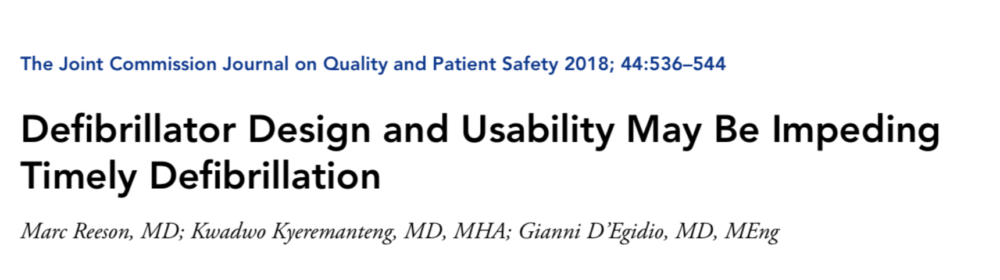 The Joint Commission Journal on Quality and Patient Safety 2018; 44:536–544
Defibrillator Design and Usability May Be Impeding
Timely Defibrillation
Marc Reeson, MD; Kwadwo Kyeremanteng, MD, MHA; Gianni D’Egidio, MD, MEng